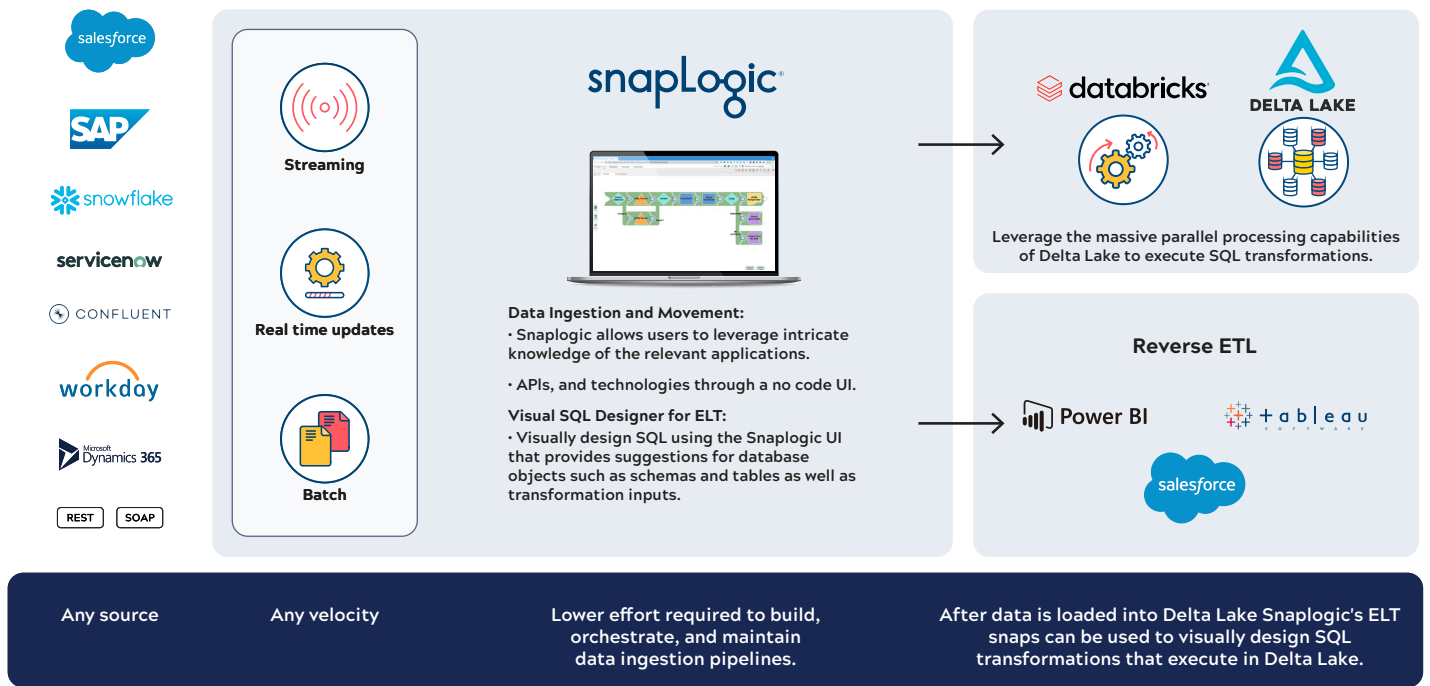 salesforce
SAP
snowflake
servicenow
CONFLUENT
workday
Microsoft
Dynamics 365
REST SOAP
Streaming
Real time updates
Batch
snapLogic®
Data Ingestion and Movement:
• Snaplogic allows users to leverage intricate
knowledge of the relevant applications.
• APIs, and technologies through a no code UI.
Visual SQL Designer for ELT:
• Visually design SQL using the Snaplogic UI
that provides suggestions for database
objects such as schemas and tables as well as
transformation inputs.
databricks
DELTA LAKE
Leverage the massive parallel processing capabilities
of Delta Lake to execute SQL transformations.
Reverse ETL
Power BI
+ a b l e a u
SOFTWARE
salesforce
Any source
Any velocity
Lower effort required to build,
orchestrate, and maintain
data ingestion pipelines.
After data is loaded into Delta Lake Snaplogic's ELT
snaps can be used to visually design SQL
transformations that execute in Delta Lake.